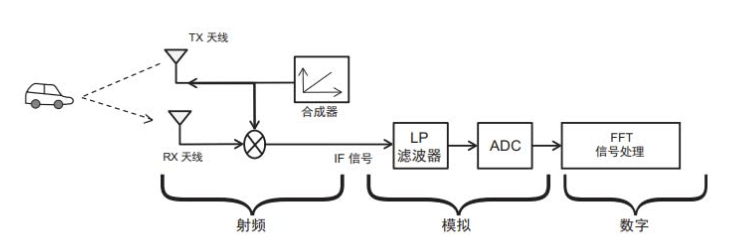 TX 天线
合成器
RX 天线
IF 信号
LP
滤波器
ADC
FFT
信号处理
射频
模拟
数字